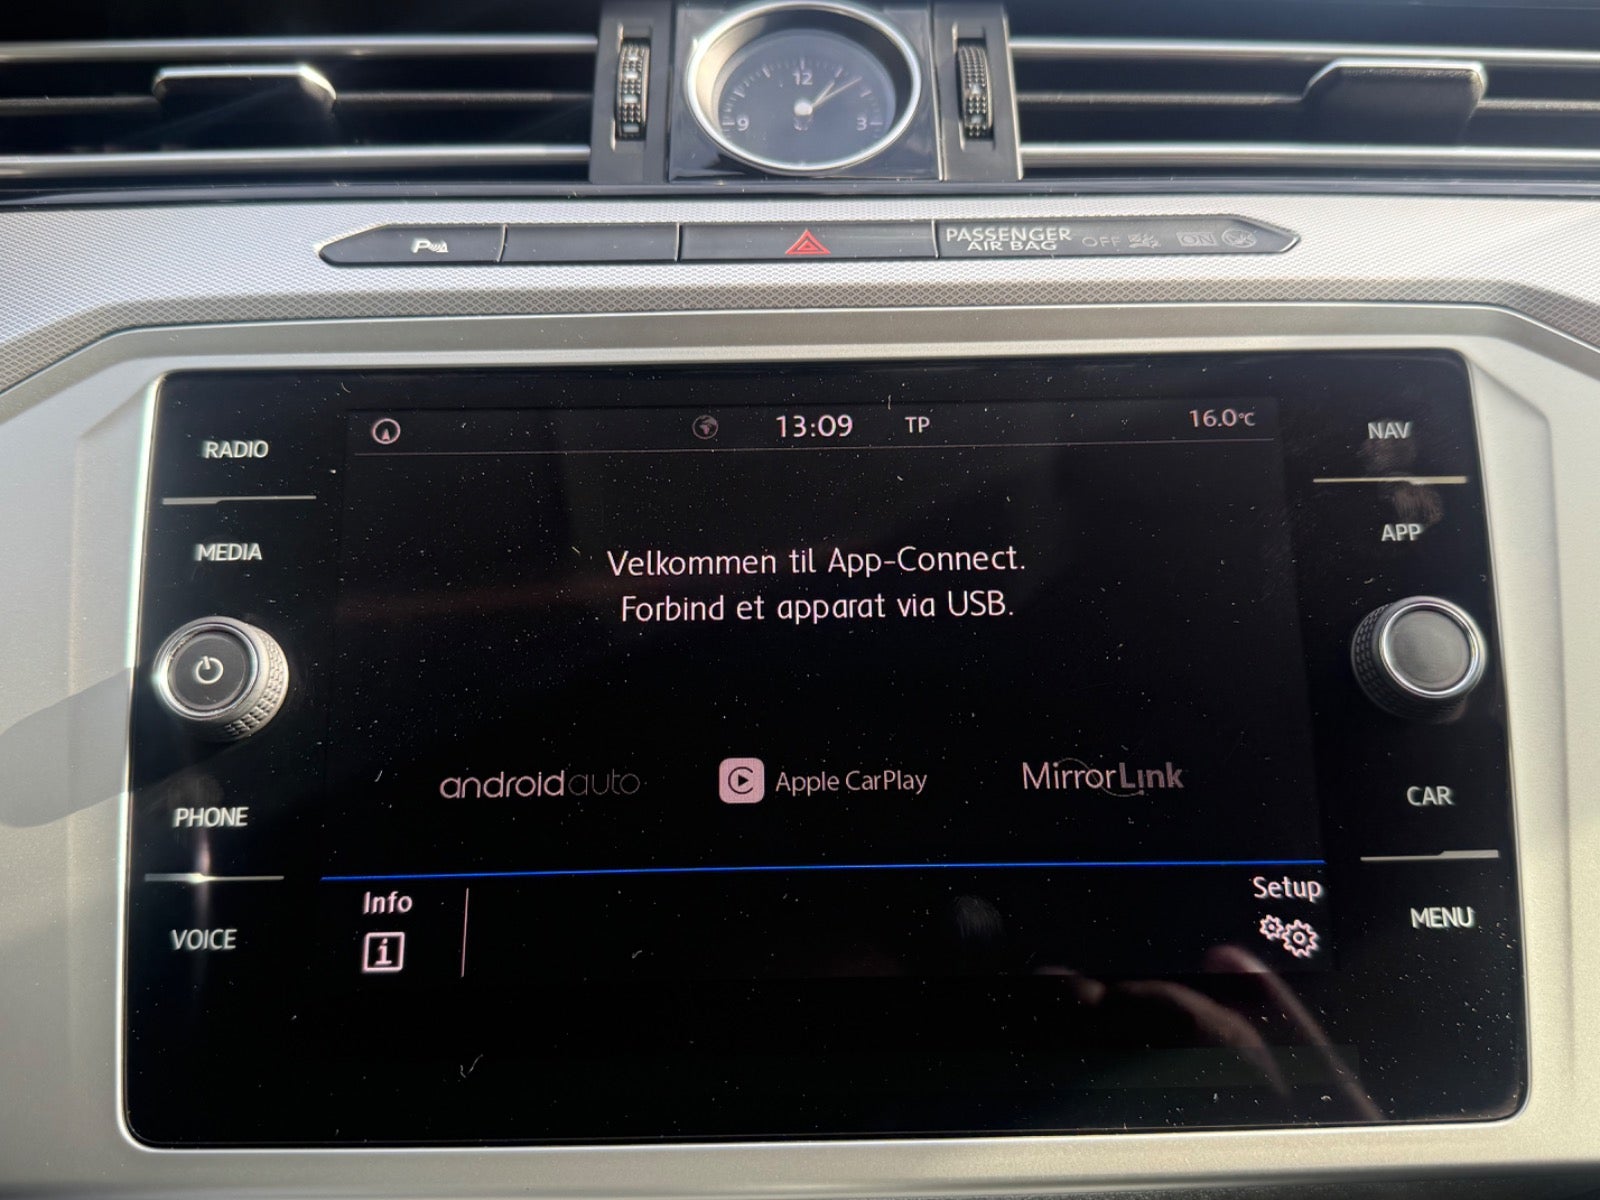 12
9
3
P
PASSENGER
AIR BAG OFF ON
RADIO
13:09 TP 16.0°C
NAV
MEDIA
APP
Velkommen til App-Connect.
Forbind et apparat via USB.
androidauto Apple CarPlay MirrorLink
PHONE
CAR
Info
Setup
VOICE
MENU